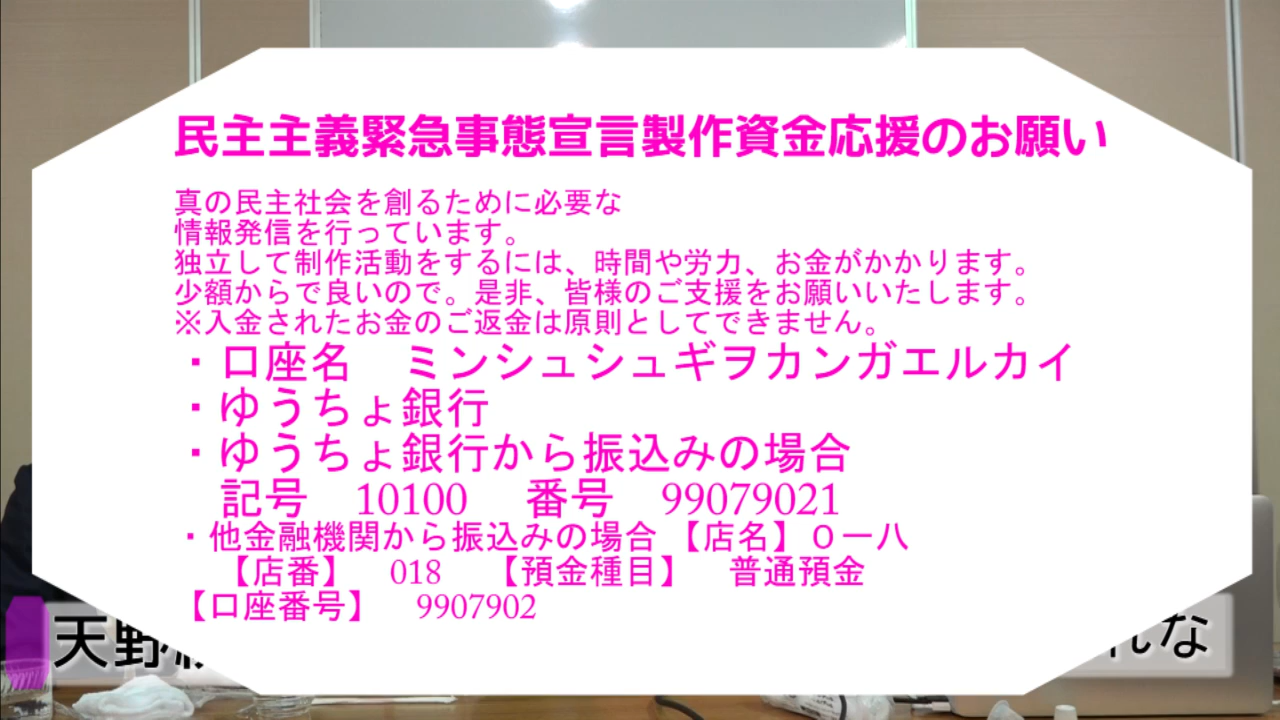 民主主義緊急事態宣言製作資金応援のお願い
真の民主社会を創るために必要な
情報発信を行っています。
独立して制作活動をするには、時間や労力、お金がかかります。
少額からで良いので。是非、皆様のご支援をお願いいたします。
※入金されたお金のご返金は原則としてできません。
・口座名　ミンシュシュギヲカンガエルカイ
・ゆうちょ銀行
・ゆうちょ銀行から振込みの場合
記号　10100　番号　99079021
・他金融機関から振込みの場合 【店名】０一八
【店番】　018　【預金種目】　普通預金
【口座番号】　9907902
天野 れな